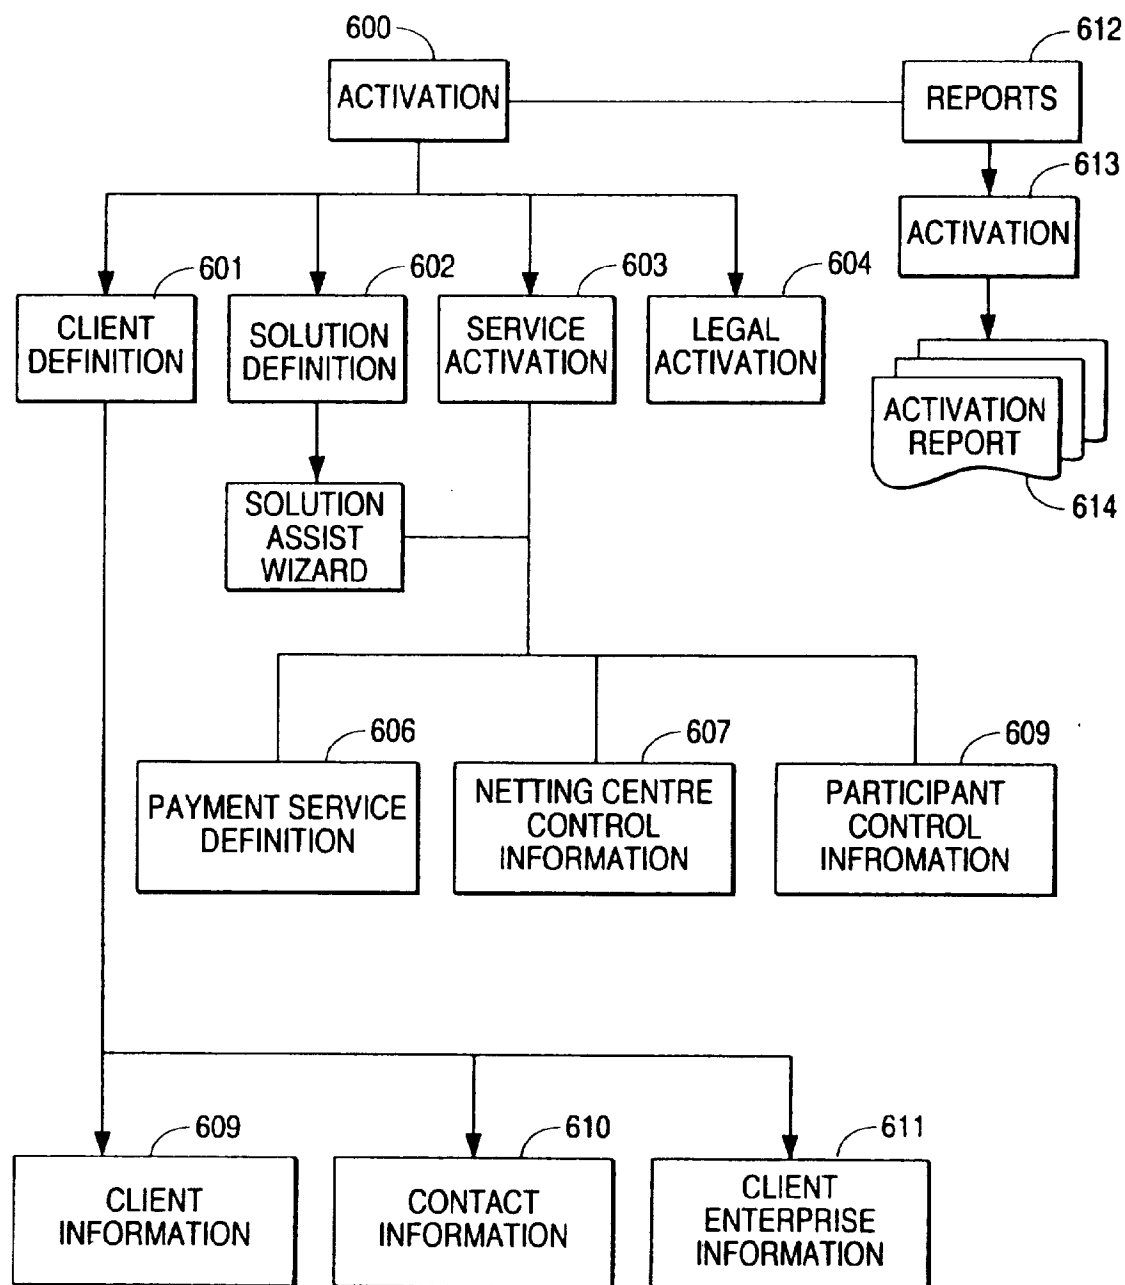 600
ACTIVATION
612
REPORTS
613
ACTIVATION
601
CLIENT
DEFINITION
602
SOLUTION
DEFINITION
603
SERVICE
ACTIVATION
604
LEGAL
ACTIVATION
ACTIVATION
REPORT
614
SOLUTION
ASSIST
WIZARD
606
PAYMENT SERVICE
DEFINITION
607
NETTING CENTRE
CONTROL
INFORMATION
609
PARTICIPANT
CONTROL
INFROMATION
609
CLIENT
INFORMATION
610
CONTACT
INFORMATION
611
CLIENT
ENTERPRISE
INFORMATION